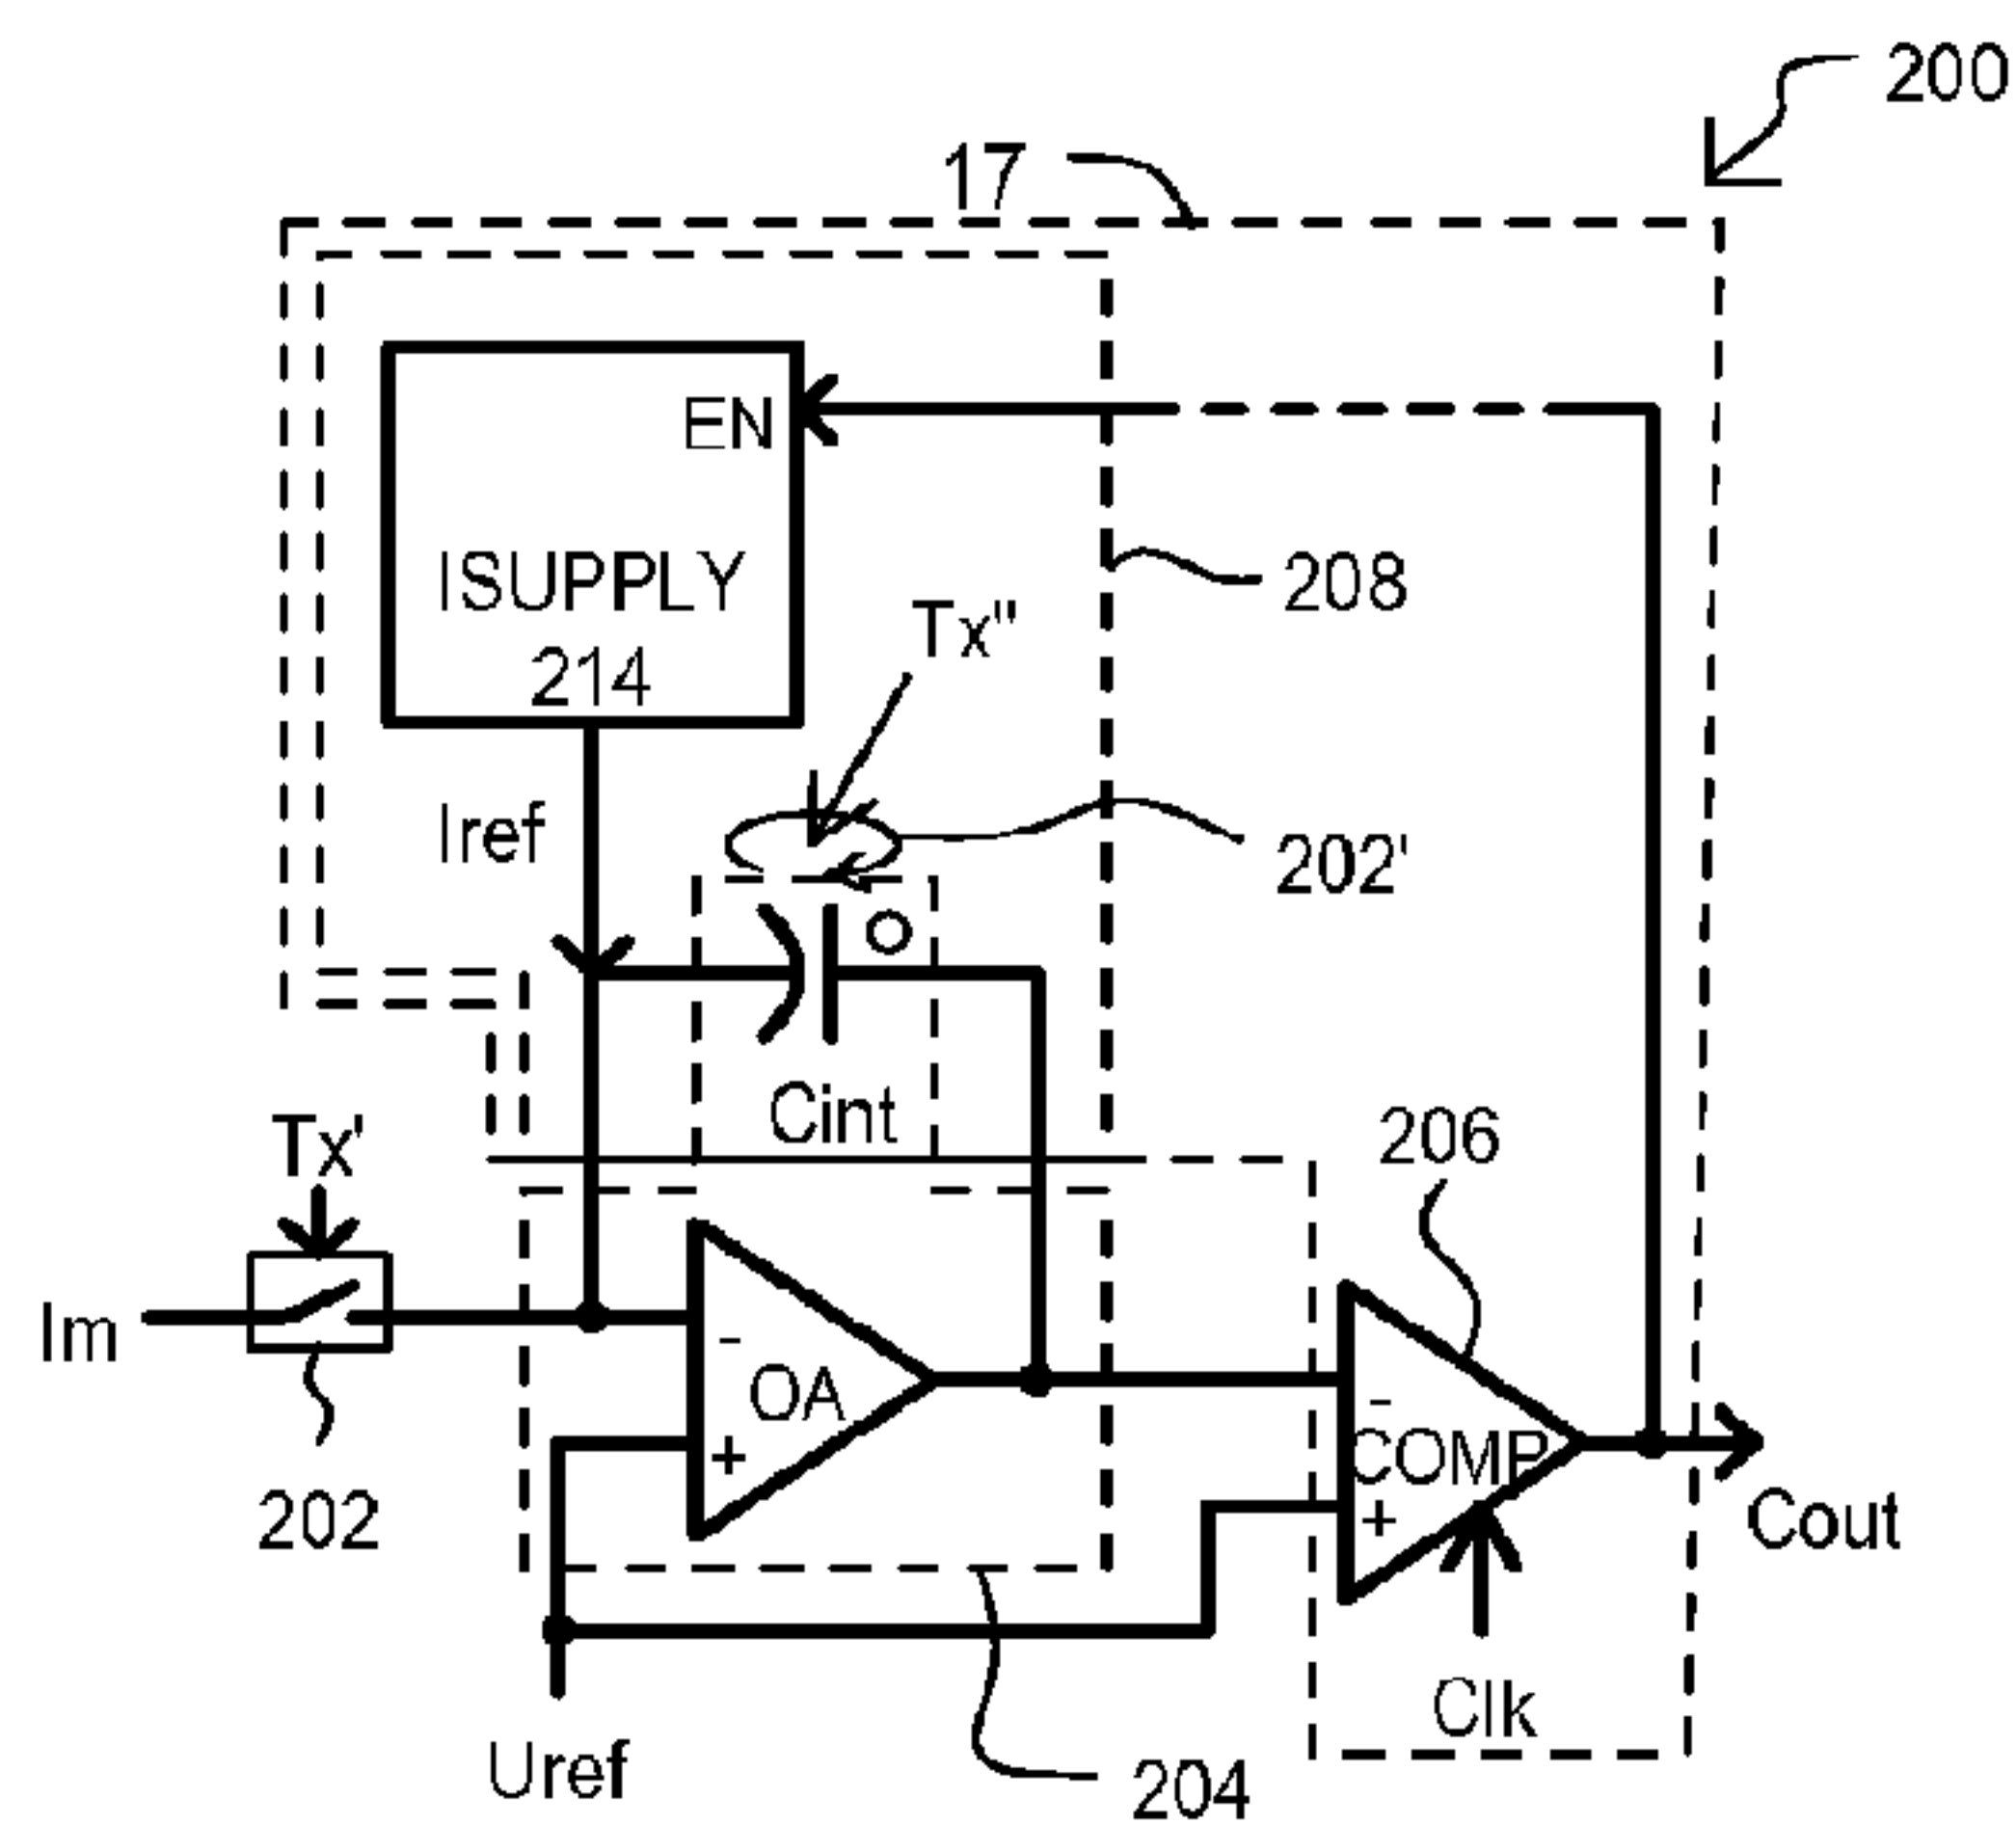 200
17
EN
ISUPPLY
214
208
Tx"
Iref
202'
Cint
Tx'
206
Im
-
OA
+
-
COMP
+
202
Cout
Clk
Uref
204